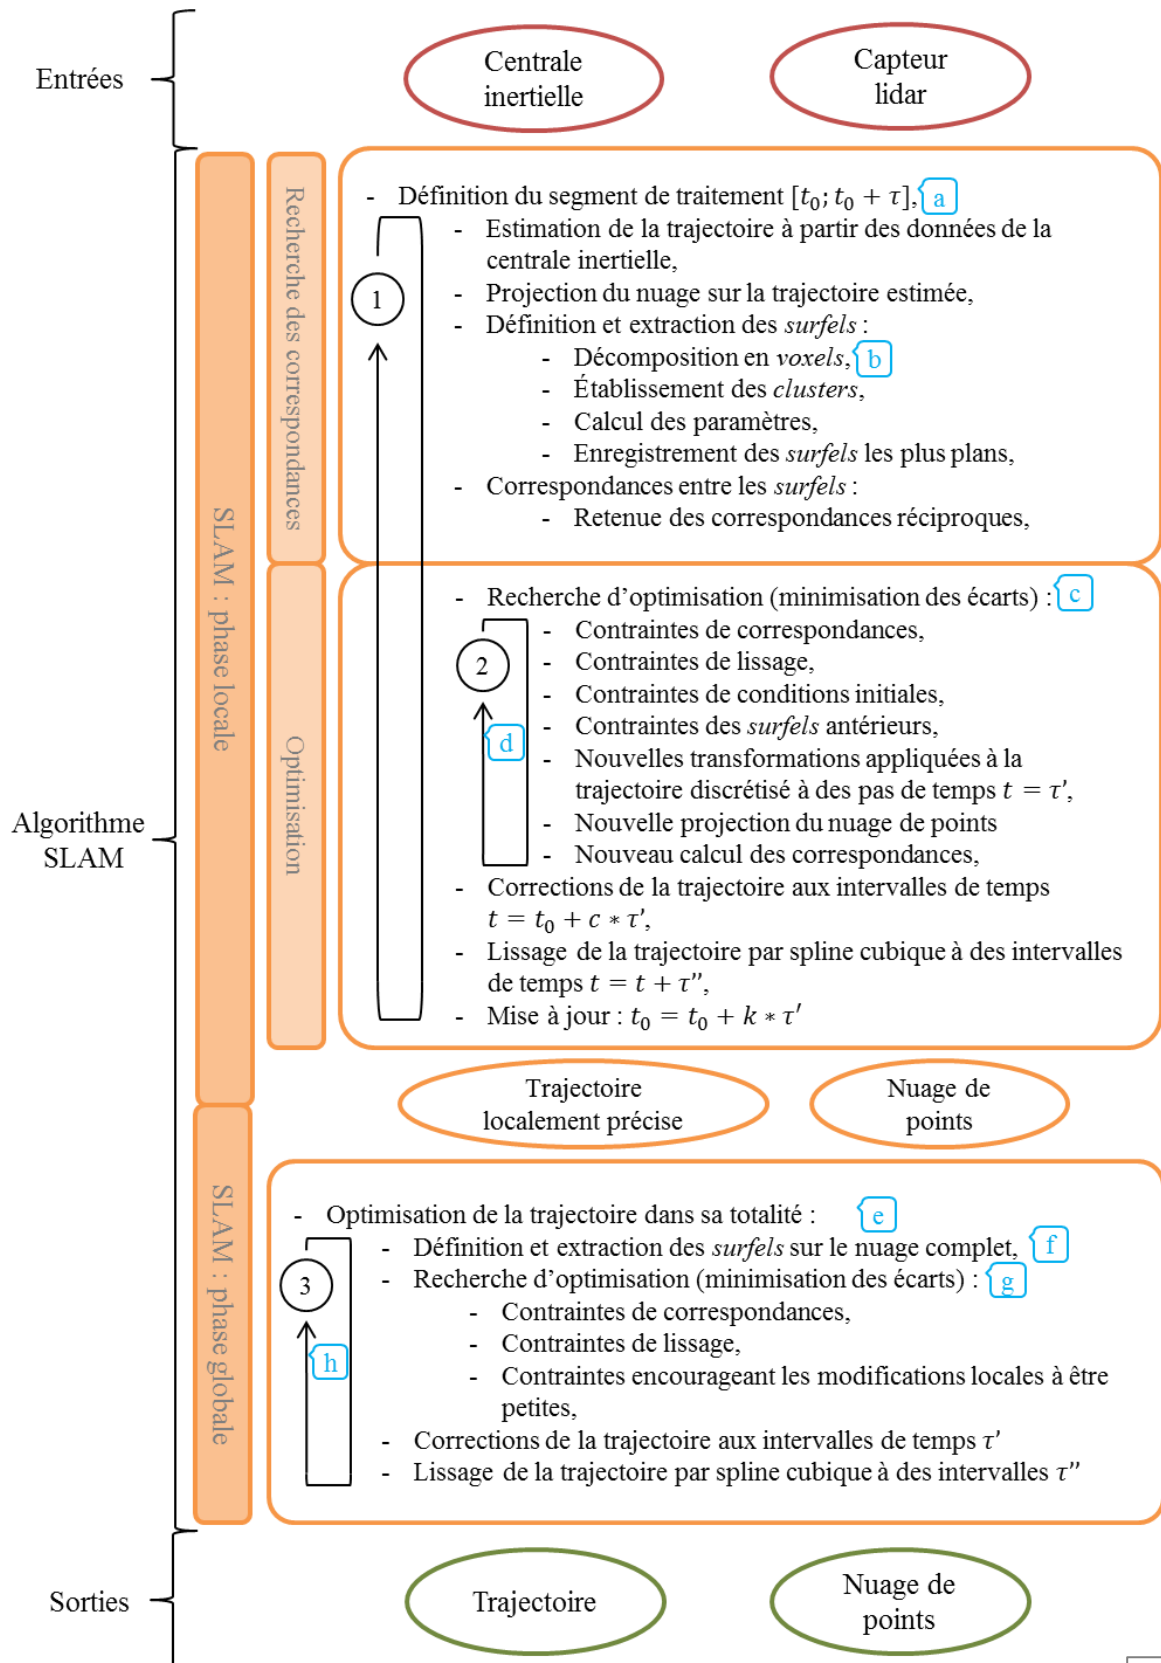 Entrées
Centrale
inertielle
Capteur
lidar
Algorithme
SLAM
SLAM : phase locale
Recherche des correspondances
- Définition du segment de traitement [t₀; t₀ + τ], a
1
- Estimation de la trajectoire à partir des données de la
centrale inertielle,
- Projection du nuage sur la trajectoire estimée,
- Définition et extraction des surfels :
- Décomposition en voxels, b
- Établissement des clusters,
- Calcul des paramètres,
- Enregistrement des surfels les plus plans,
- Correspondances entre les surfels :
- Retenue des correspondances réciproques,
Optimisation
- Recherche d’optimisation (minimisation des écarts) : c
2
d
- Contraintes de correspondances,
- Contraintes de lissage,
- Contraintes de conditions initiales,
- Contraintes des surfels antérieurs,
- Nouvelles transformations appliquées à la
trajectoire discrétisé à des pas de temps t = τ’,
- Nouvelle projection du nuage de points
- Nouveau calcul des correspondances,
- Corrections de la trajectoire aux intervalles de temps
t = t₀ + c ∗ τ’,
- Lissage de la trajectoire par spline cubique à des intervalles
de temps t = t + τ’’,
- Mise à jour : t₀ = t₀ + k ∗ τ′
Trajectoire
localement précise
Nuage de
points
SLAM : phase globale
- Optimisation de la trajectoire dans sa totalité : e
3
h
- Définition et extraction des surfels sur le nuage complet, f
- Recherche d’optimisation (minimisation des écarts) : g
- Contraintes de correspondances,
- Contraintes de lissage,
- Contraintes encourageant les modifications locales à être
petites,
- Corrections de la trajectoire aux intervalles de temps τ’
- Lissage de la trajectoire par spline cubique à des intervalles τ’’
Sorties
Trajectoire
Nuage de
points